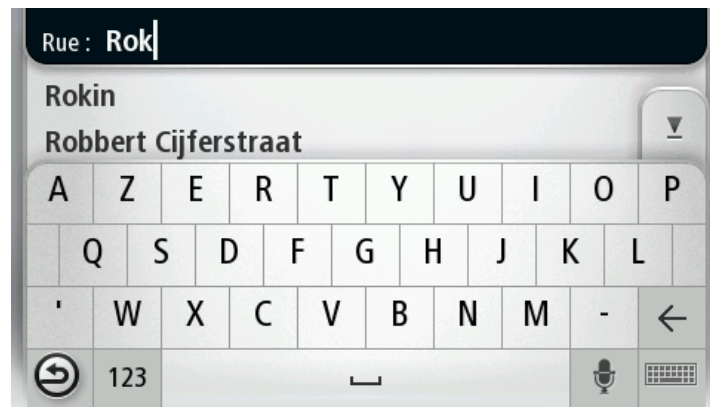 Rue : Rok
Rokin
Robbert Cijferstraat
A Z E R T Y U I O P
Q S D F G H J K L
' W X C V B N M -
123